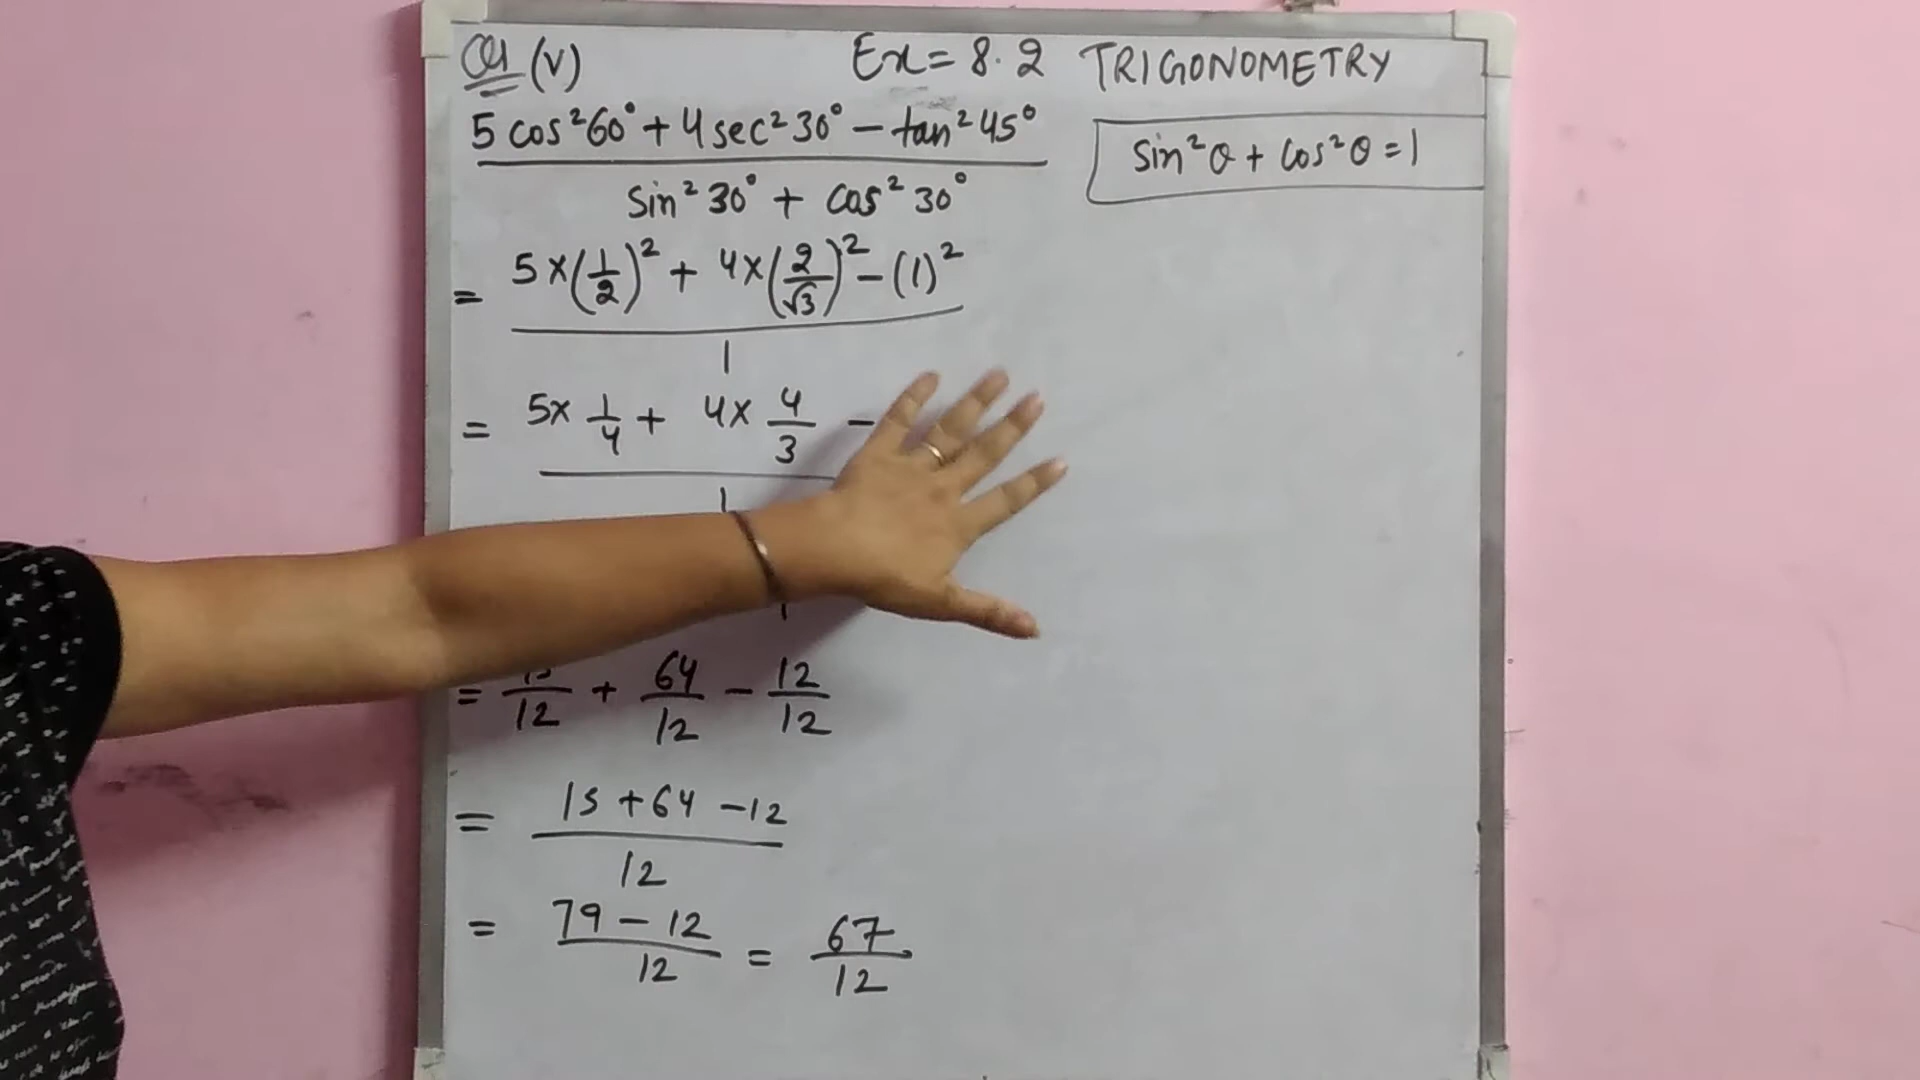 Q1 (v) Ex = 8.2 TRIGONOMETRY
5 cos²60° + 4 sec²30° − tan²45°
sin²θ + cos²θ = 1
sin²30° + cos²30°
= 5×(1/2)² + 4×(2/√3)² − (1)²
1
= 5× 1/4 + 4× 4/3 −
1
1
= 15/12 + 64/12 − 12/12
= 15 + 64 − 12
12
= 79 − 12 / 12 = 67/12